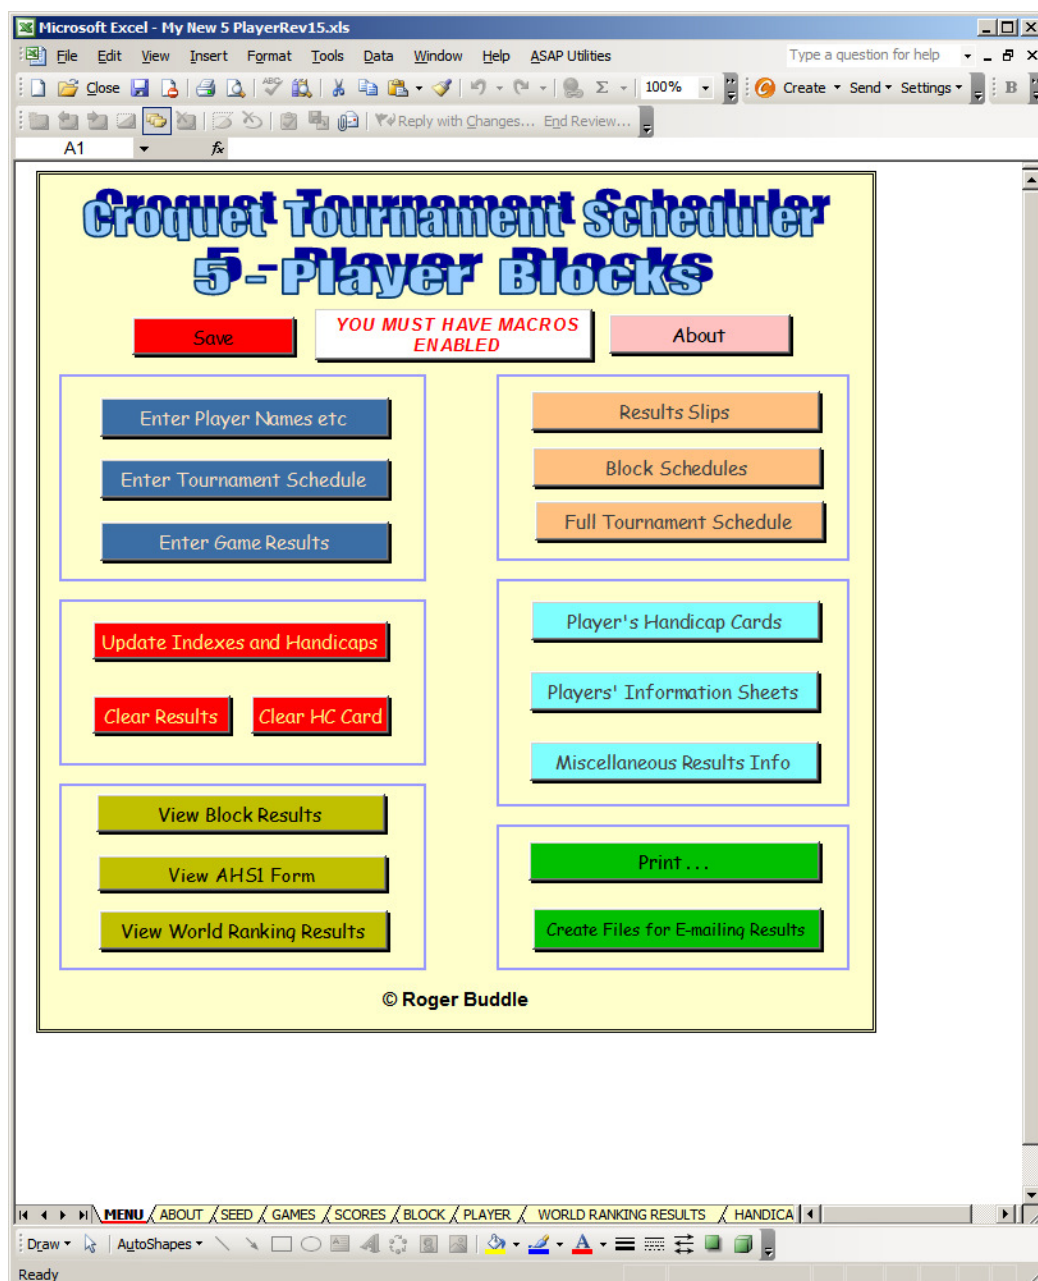 Microsoft Excel - My New 5 PlayerRev15.xls
File Edit View Insert Format Tools Data Window Help ASAP Utilities Type a question for help
Close 100% Create Send Settings B
Reply with Changes... End Review...
A1 fx
Croquet Tournament Scheduler
5 - Player Blocks
Save
YOU MUST HAVE MACROS
ENABLED
About
Enter Player Names etc
Enter Tournament Schedule
Enter Game Results
Results Slips
Block Schedules
Full Tournament Schedule
Update Indexes and Handicaps
Clear Results Clear HC Card
Player's Handicap Cards
Players' Information Sheets
Miscellaneous Results Info
View Block Results
View AHS1 Form
View World Ranking Results
Print . . .
Create Files for E-mailing Results
© Roger Buddle
MENU ABOUT SEED GAMES SCORES BLOCK PLAYER WORLD RANKING RESULTS HANDICA
Draw AutoShapes A
Ready